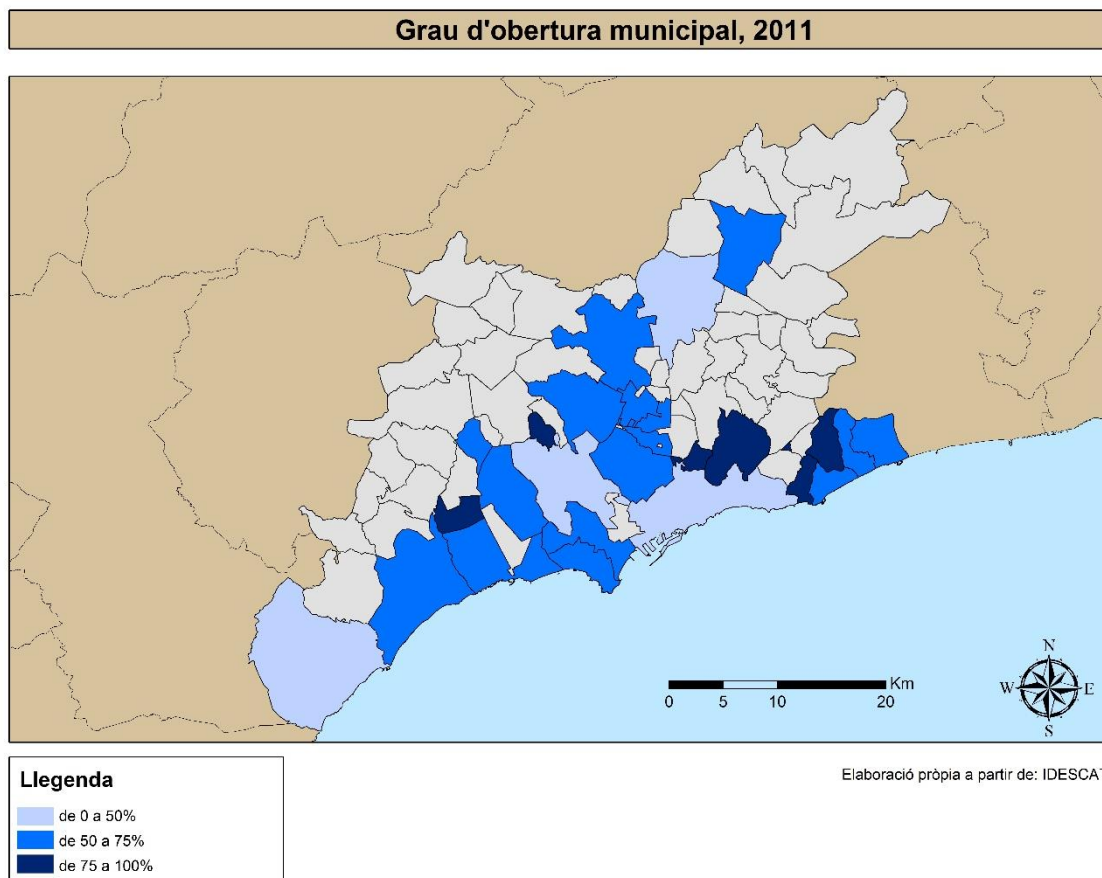 Grau d'obertura municipal, 2011
N
W
E
S
Km
0 5 10 20
Elaboració pròpia a partir de: IDESCAT
Llegenda
de 0 a 50%
de 50 a 75%
de 75 a 100%